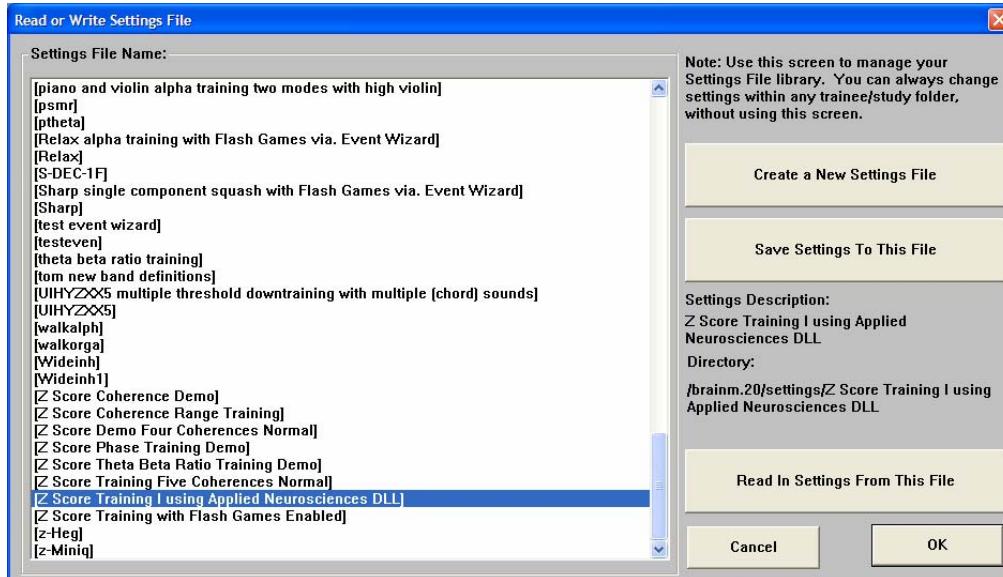 Read or Write Settings File
Settings File Name:
[piano and violin alpha training two modes with high violin]
[psmr]
[ptheta]
[Relax alpha training with Flash Games via. Event Wizard]
[Relax]
[S-DEC-1F]
[Sharp single component squash with Flash Games via. Event Wizard]
[Sharp]
[test event wizard]
[testeven]
[theta beta ratio training]
[tom new band definitions]
[UIHYZXX5 multiple threshold downtraining with multiple (chord) sounds]
[UIHYZXX5]
[walkalph]
[walkorga]
[Wideinh]
[Wideinh1]
[Z Score Coherence Demo]
[Z Score Coherence Range Training]
[Z Score Demo Four Coherences Normal]
[Z Score Phase Training Demo]
[Z Score Theta Beta Ratio Training Demo]
[Z Score Training Five Coherences Normal]
[Z Score Training I using Applied Neurosciences DLL]
[Z Score Training with Flash Games Enabled]
[z-Heg]
[z-Miniq]
Note: Use this screen to manage your
Settings File library. You can always change
settings within any trainee/study folder,
without using this screen.
Create a New Settings File
Save Settings To This File
Settings Description:
Z Score Training I using Applied
Neurosciences DLL
Directory:
/brainm.20/settings/Z Score Training I using
Applied Neurosciences DLL
Read In Settings From This File
Cancel
OK